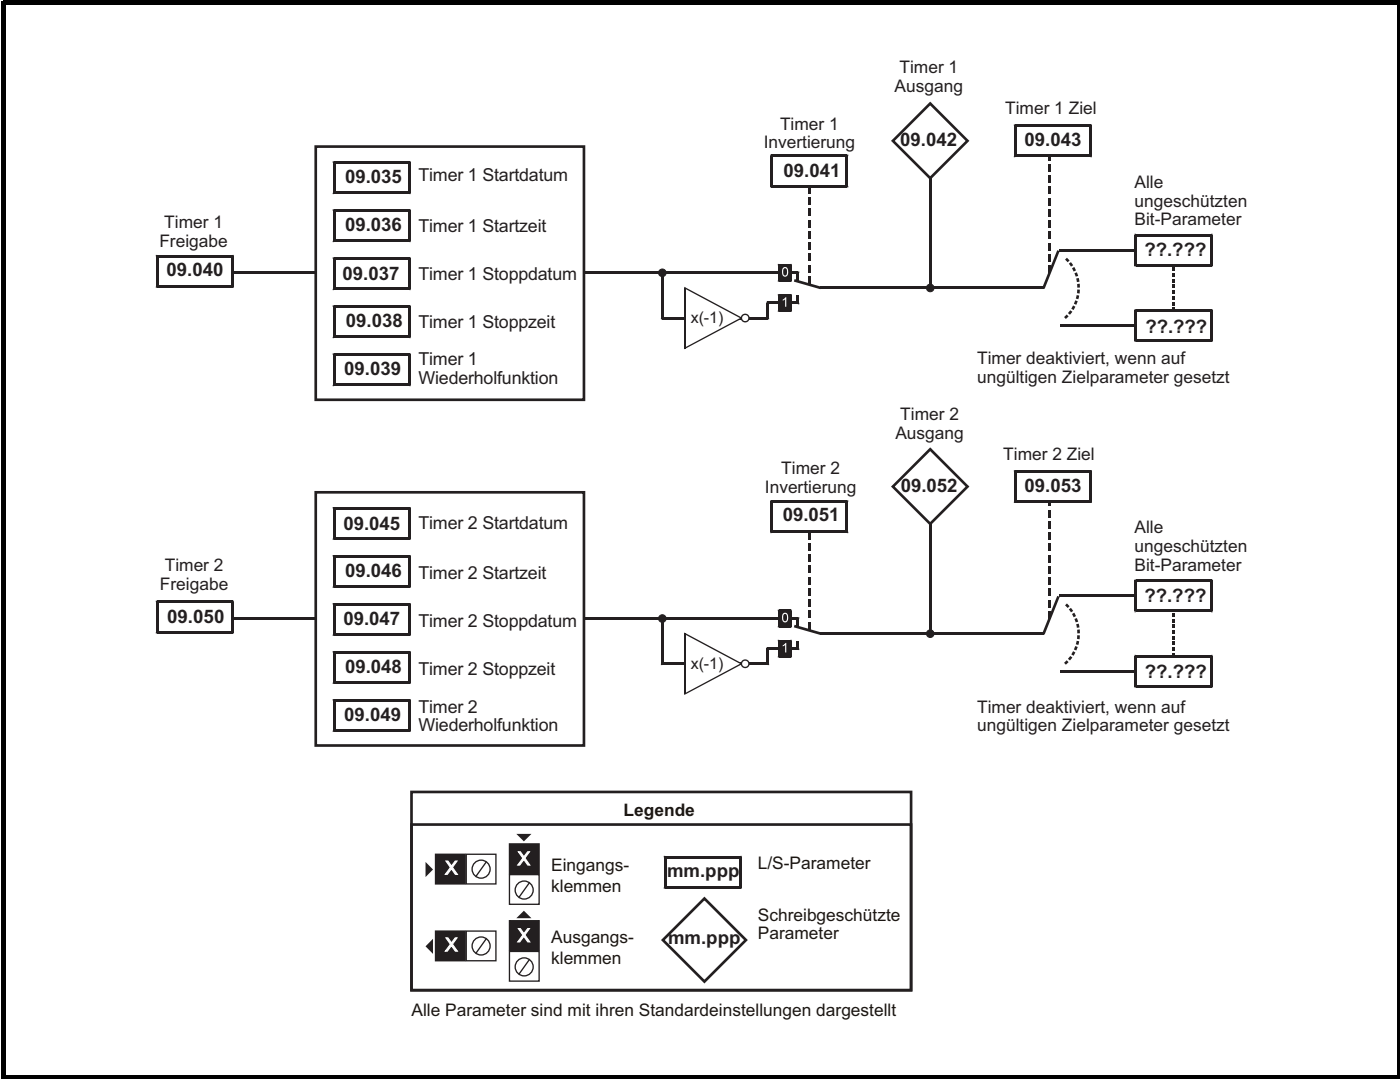 Timer 1
Freigabe
09.040
09.035 Timer 1 Startdatum
09.036 Timer 1 Startzeit
09.037 Timer 1 Stoppdatum
09.038 Timer 1 Stoppzeit
09.039 Timer 1
Wiederholfunktion
x(-1)
0
1
Timer 1
Invertierung
09.041
Timer 1
Ausgang
09.042
Timer 1 Ziel
09.043
Alle
ungeschützten
Bit-Parameter
??.???
??.???
Timer deaktiviert, wenn auf
ungültigen Zielparameter gesetzt
Timer 2
Freigabe
09.050
09.045 Timer 2 Startdatum
09.046 Timer 2 Startzeit
09.047 Timer 2 Stoppdatum
09.048 Timer 2 Stoppzeit
09.049 Timer 2
Wiederholfunktion
x(-1)
0
1
Timer 2
Invertierung
09.051
Timer 2
Ausgang
09.052
Timer 2 Ziel
09.053
Alle
ungeschützten
Bit-Parameter
??.???
??.???
Timer deaktiviert, wenn auf
ungültigen Zielparameter gesetzt
Legende
X
X
Eingangs-
klemmen
mm.ppp
L/S-Parameter
X
X
Ausgangs-
klemmen
mm.ppp
Schreibgeschützte
Parameter
Alle Parameter sind mit ihren Standardeinstellungen dargestellt